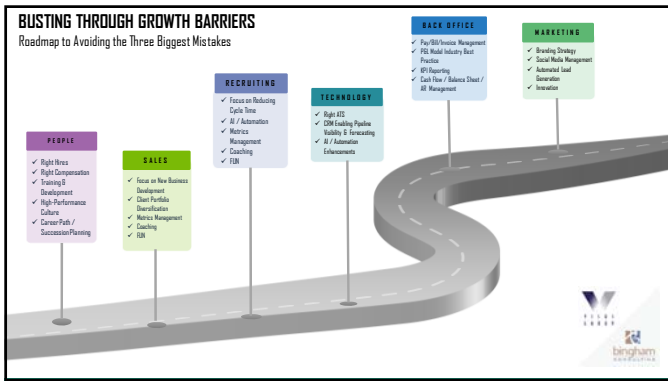 BUSTING THROUGH GROWTH BARRIERS
Roadmap to Avoiding the Three Biggest Mistakes
PEOPLE
✓ Right Hires
✓ Right Compensation
✓ Training &
Development
✓ High-Performance
Culture
✓ Career Path /
Succession Planning
SALES
✓ Focus on New Business
Development
✓ Client Portfolio
Diversification
✓ Metrics Management
✓ Coaching
✓ FUN
RECRUITING
✓ Focus on Reducing
Cycle Time
✓ AI / Automation
✓ Metrics
Management
✓ Coaching
✓ FUN
TECHNOLOGY
✓ Right ATS
✓ CRM Enabling Pipeline
Visibility & Forecasting
✓ AI / Automation
Enhancements
BACK OFFICE
✓ Pay/Bill/Invoice Management
✓ P&L Model Industry Best
Practice
✓ KPI Reporting
✓ Cash Flow / Balance Sheet /
AR Management
MARKETING
✓ Branding Strategy
✓ Social Media Management
✓ Automated Lead
Generation
✓ Innovation
bingham
CONSULTING